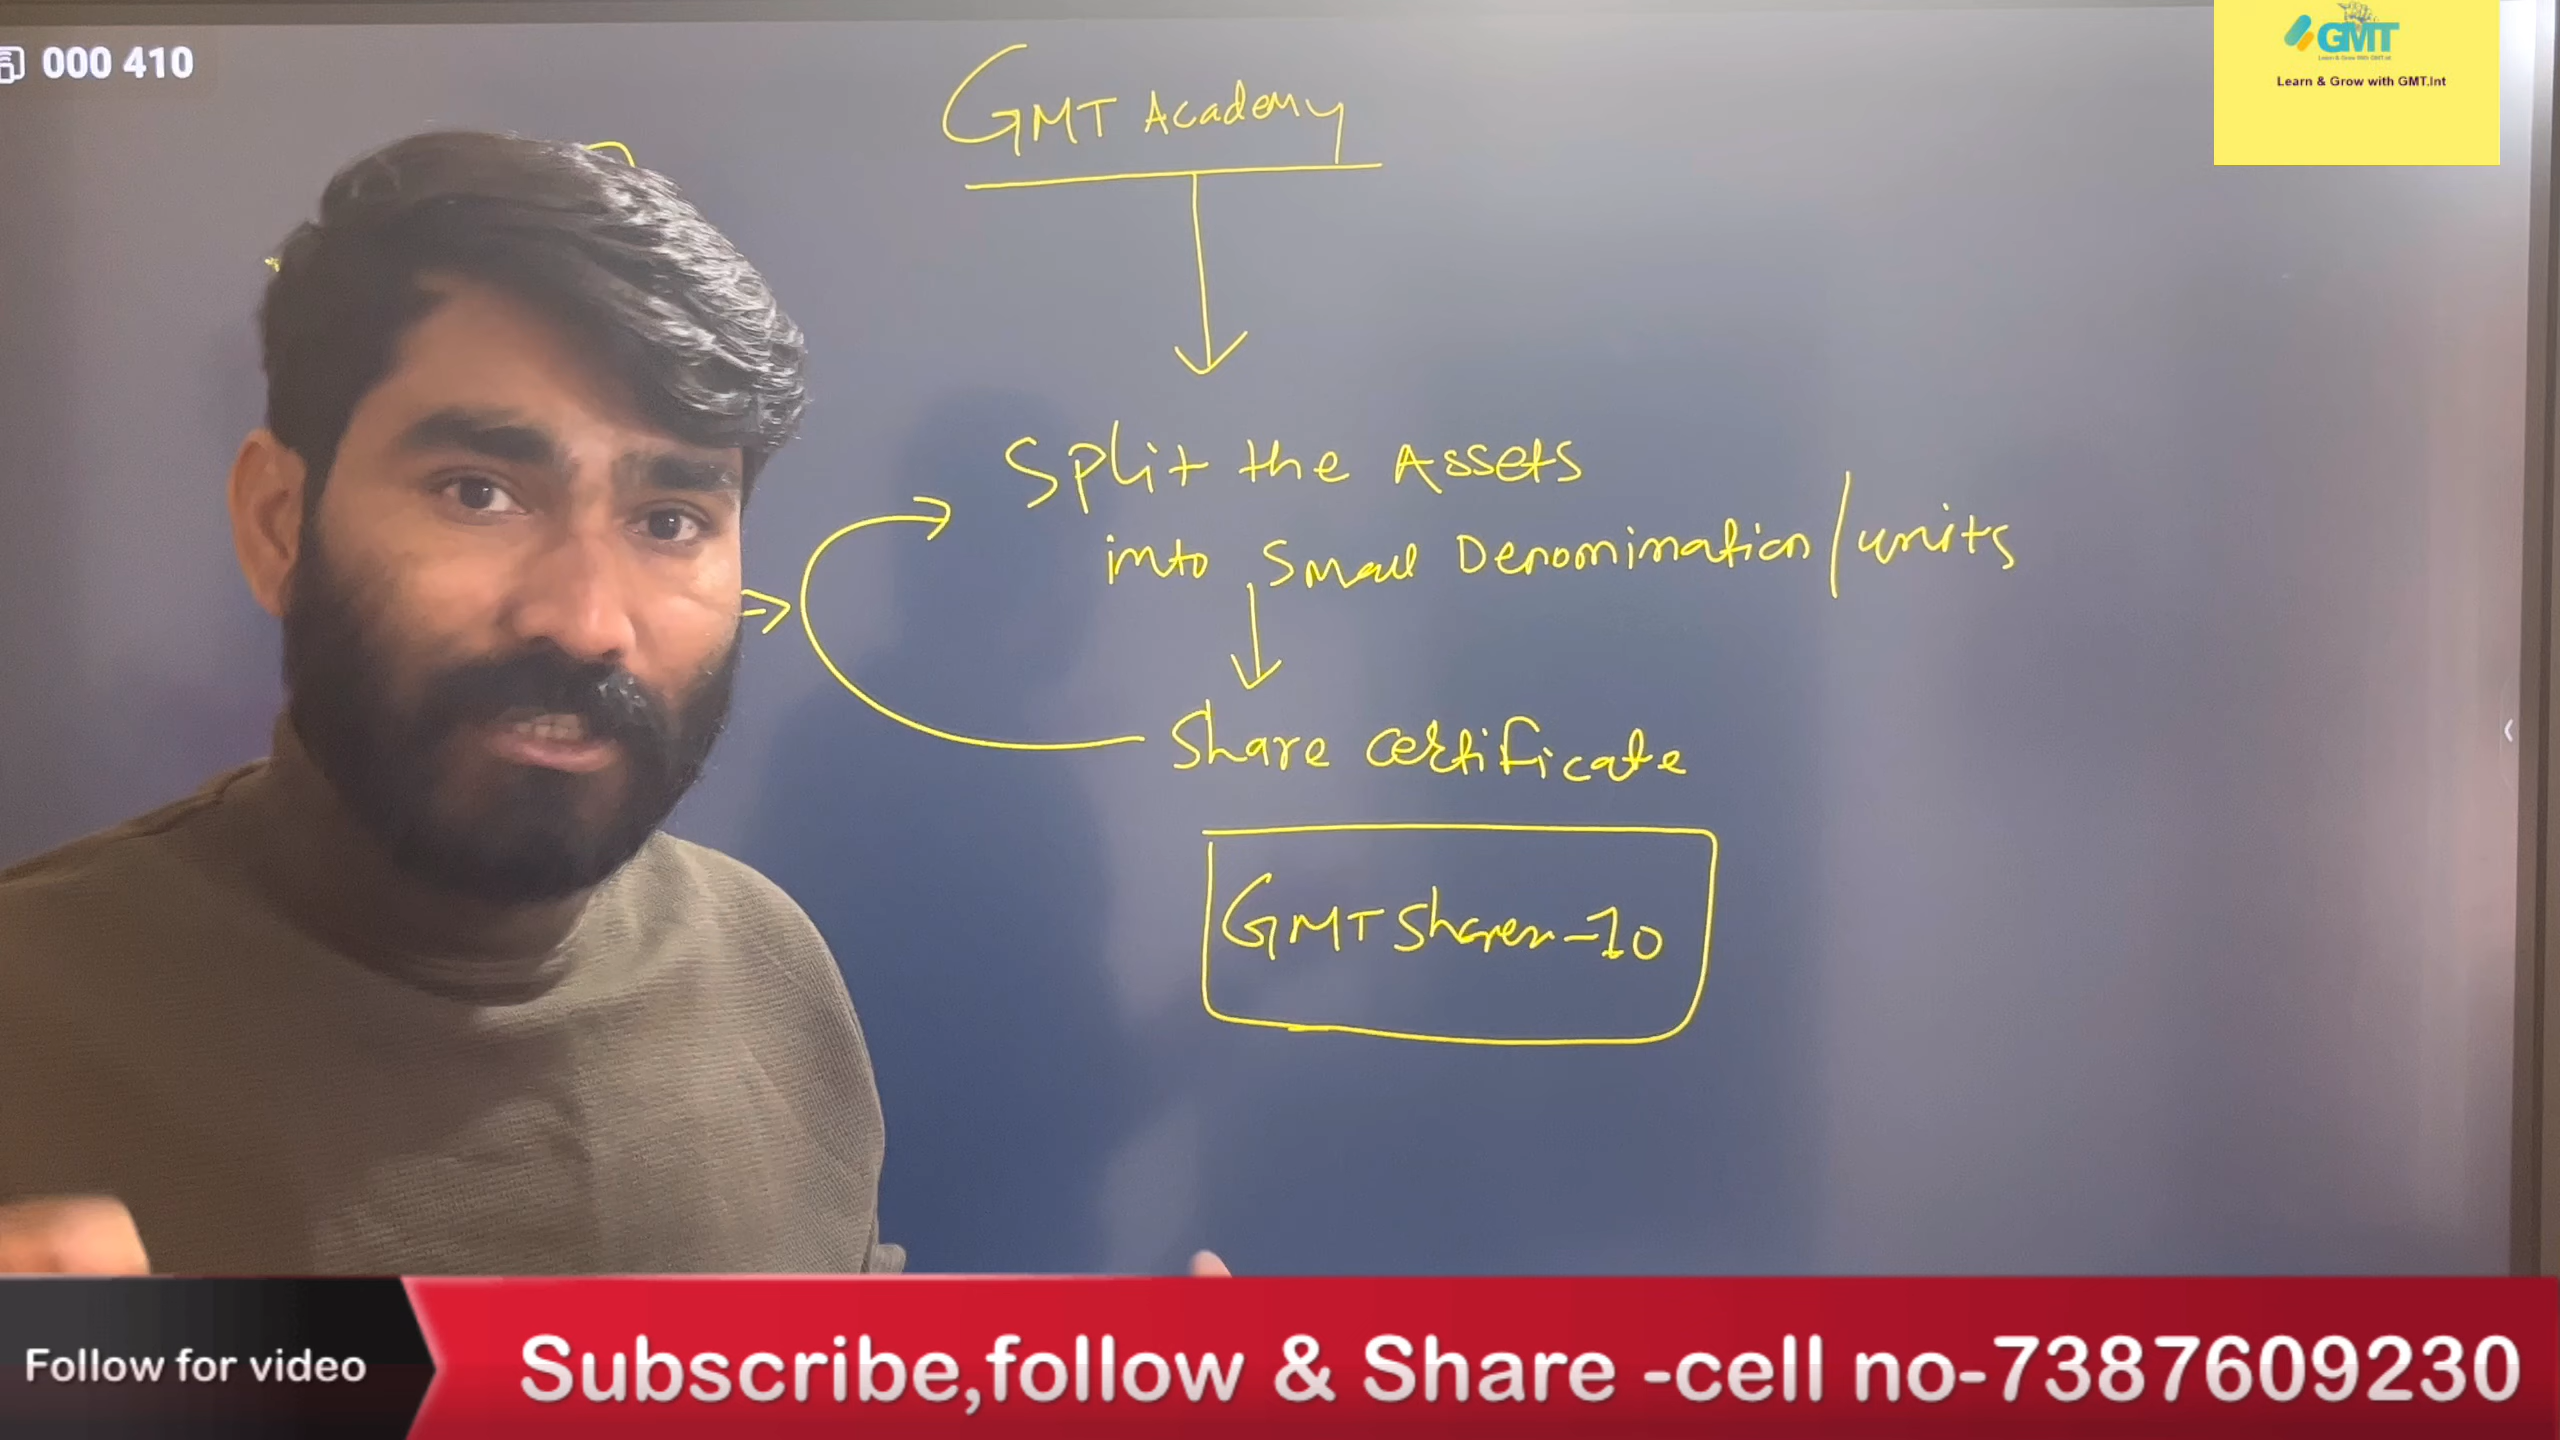 000 410
GMT
Learn & Grow with GMT.Int
GMT Academy
Split the Assets
into Small Denomination/units
Share certificate
GMT Shares-10
Follow for video
Subscribe,follow & Share -cell no-7387609230